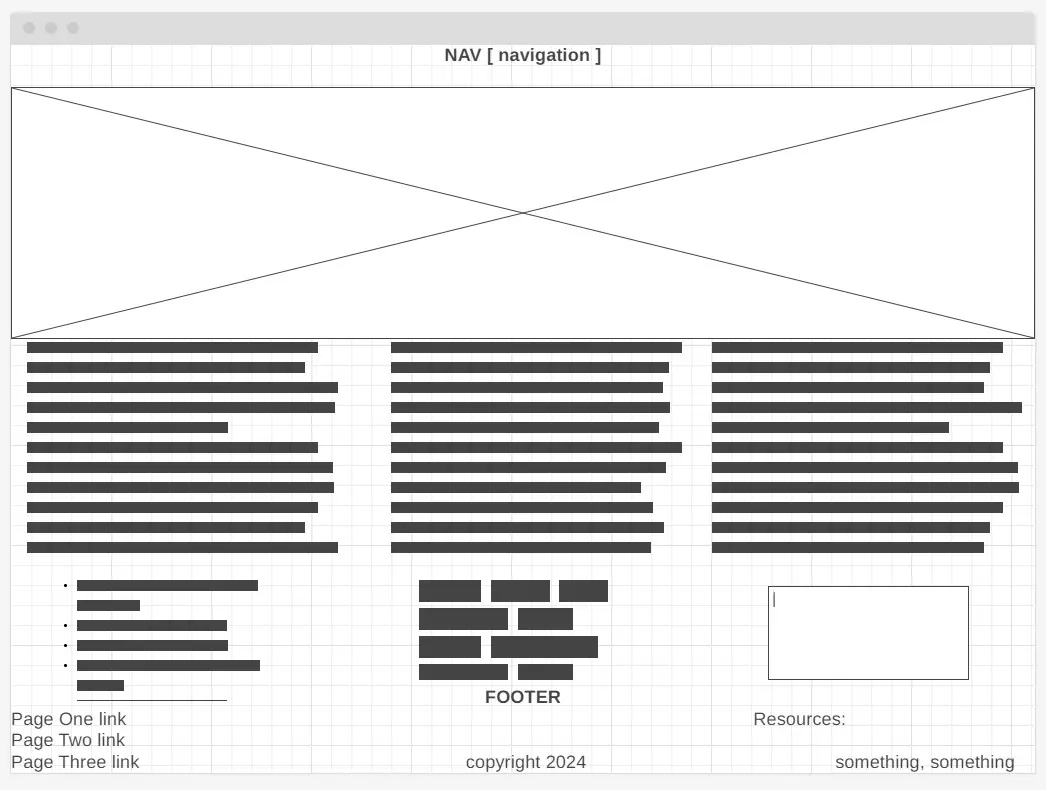 NAV [ navigation ]
FOOTER
Page One link
Resources:
Page Two link
Page Three link
copyright 2024
something, something